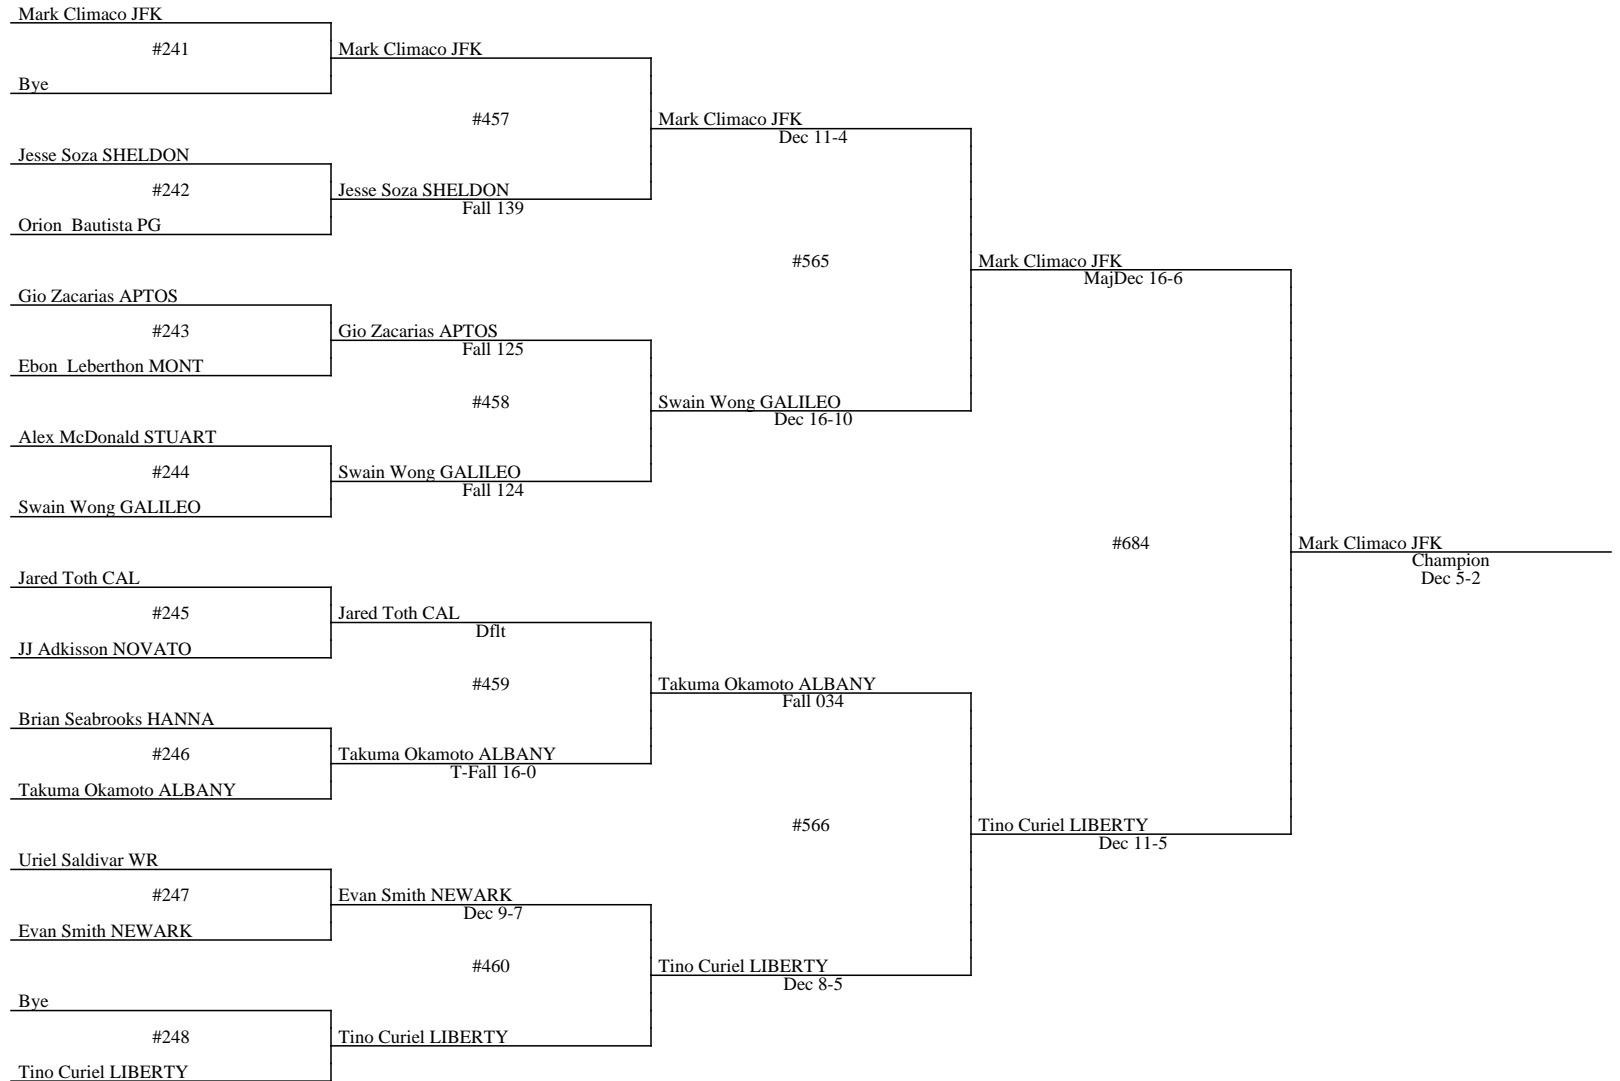 Mark Climaco JFK
#241
Bye
Mark Climaco JFK
#457
Jesse Soza SHELDON
#242
Orion  Bautista PG
Jesse Soza SHELDON
Fall 139
Mark Climaco JFK
Dec 11-4
#565
Gio Zacarias APTOS
#243
Ebon  Leberthon MONT
Gio Zacarias APTOS
Fall 125
#458
Alex McDonald STUART
#244
Swain Wong GALILEO
Swain Wong GALILEO
Fall 124
Swain Wong GALILEO
Dec 16-10
Mark Climaco JFK
MajDec 16-6
#684
Jared Toth CAL
#245
JJ Adkisson NOVATO
Jared Toth CAL
Dflt
#459
Brian Seabrooks HANNA
#246
Takuma Okamoto ALBANY
Takuma Okamoto ALBANY
T-Fall 16-0
Takuma Okamoto ALBANY
Fall 034
#566
Uriel Saldivar WR
#247
Evan Smith NEWARK
Evan Smith NEWARK
Dec 9-7
#460
Bye
#248
Tino Curiel LIBERTY
Tino Curiel LIBERTY
Tino Curiel LIBERTY
Dec 8-5
Tino Curiel LIBERTY
Dec 11-5
Mark Climaco JFK
Champion
Dec 5-2